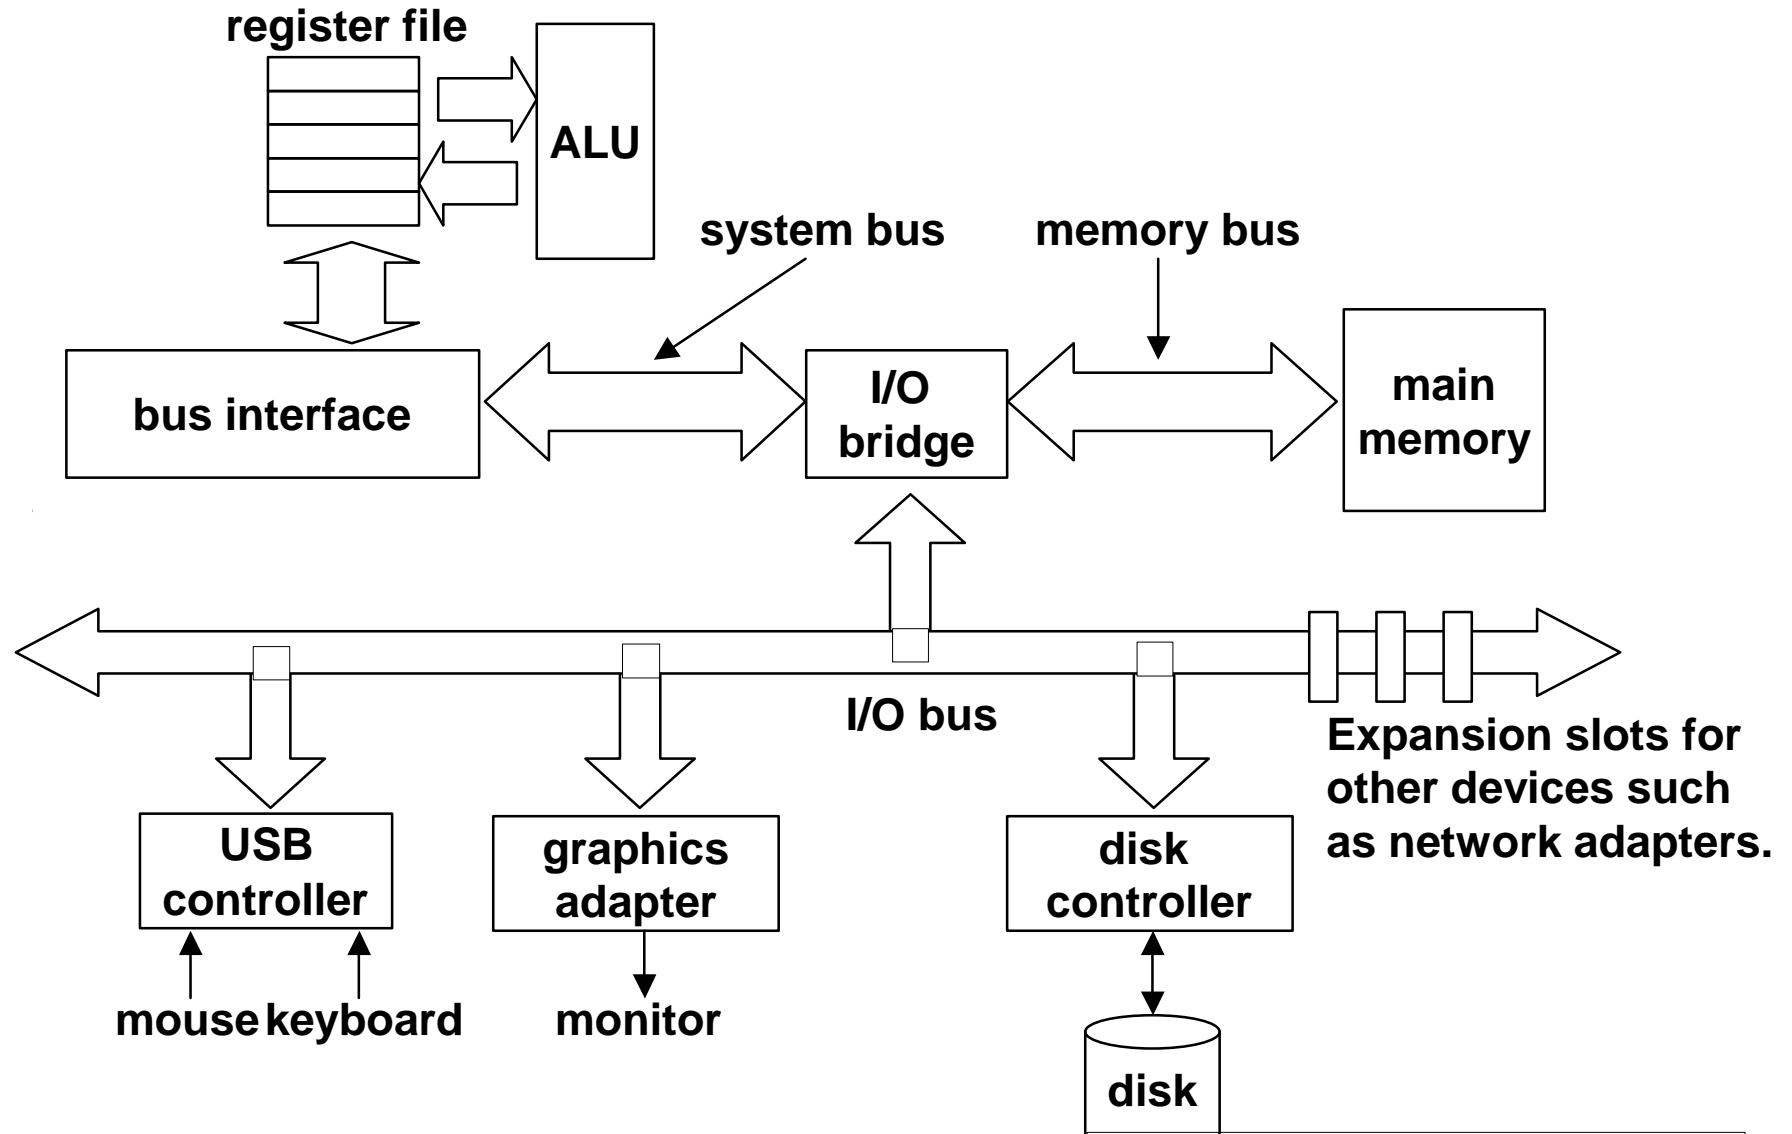 register file
ALU
system bus
memory bus
bus interface
I/O
bridge
main
memory
I/O bus
Expansion slots for
other devices such
as network adapters.
USB
controller
graphics
adapter
disk
controller
mouse keyboard
monitor
disk